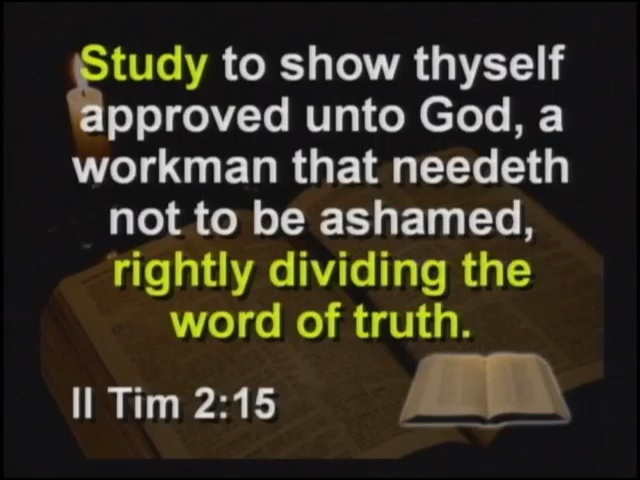 Study to show thyself
approved unto God, a
workman that needeth
not to be ashamed,
rightly dividing the
word of truth.
II Tim 2:15